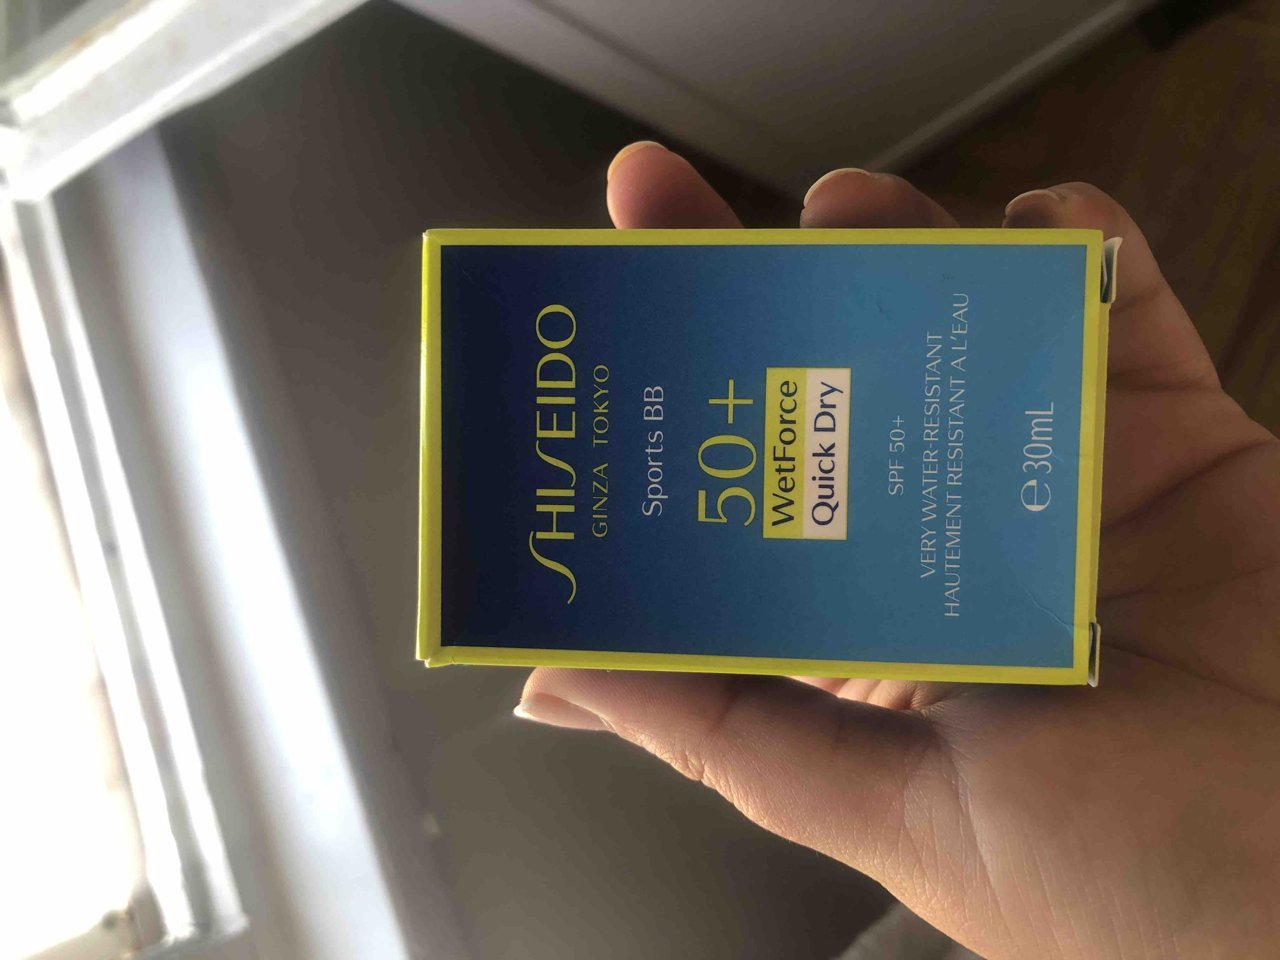 SHISEIDO
GINZA TOKYO
Sports BB
50+
WetForce
Quick Dry
SPF 50+
VERY WATER-RESISTANT
HAUTEMENT RESISTANT A L'EAU
℮30mL